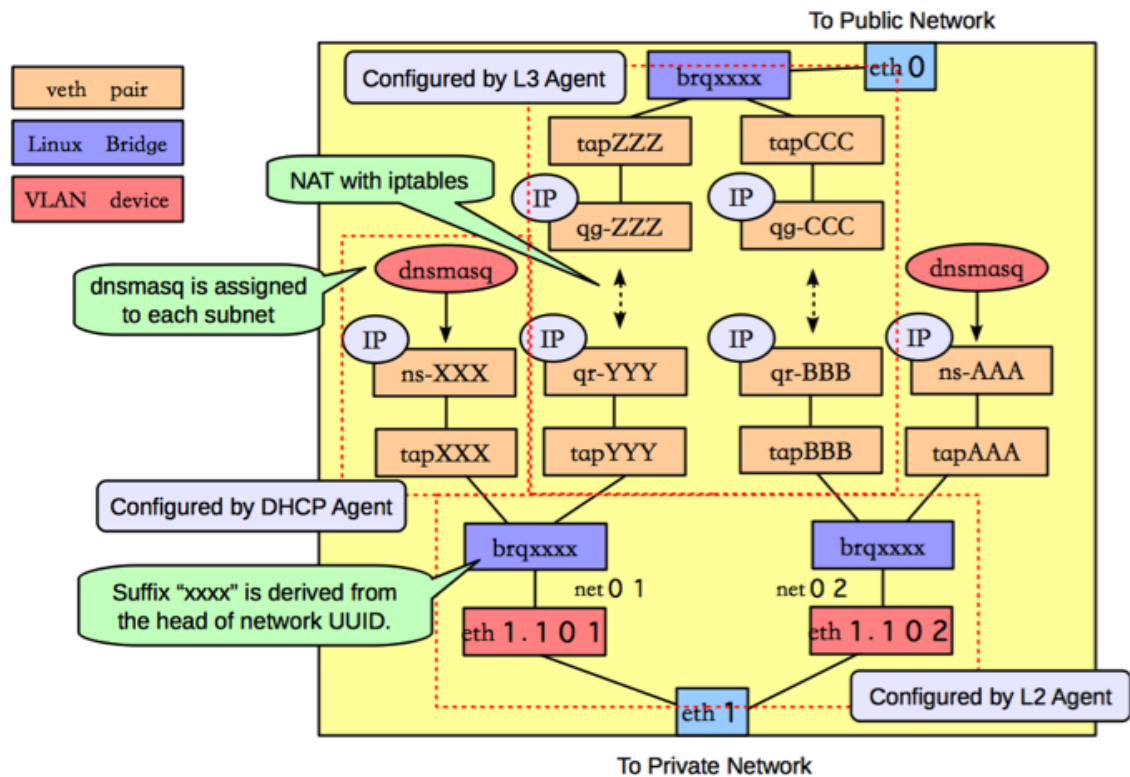 To Public Network
Configured by L3 Agent
brqxxxx
eth 0
veth pair
Linux Bridge
VLAN device
tapZZZ
tapCCC
NAT with iptables
IP
IP
qg-ZZZ
qg-CCC
dnsmasq
dnsmasq
dnsmasq is assigned
to each subnet
IP
IP
IP
IP
ns-XXX
qr-YYY
qr-BBB
ns-AAA
tapXXX
tapYYY
tapBBB
tapAAA
Configured by DHCP Agent
brqxxxx
brqxxxx
Suffix “xxxx” is derived from
the head of network UUID.
net 0 1
net 0 2
eth 1 . 1 0 1
eth 1 . 1 0 2
Configured by L2 Agent
eth 1
To Private Network